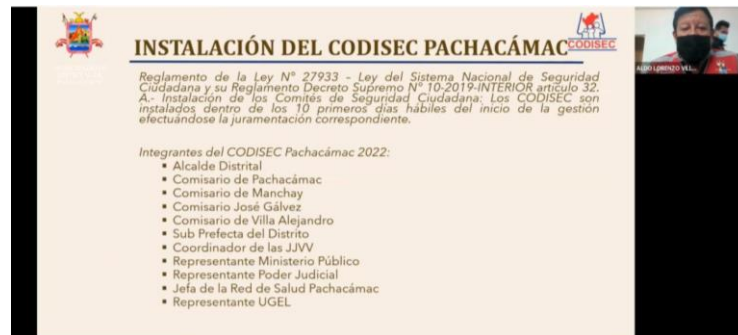 INSTALACIÓN DEL CODISEC PACHACÁMAC
CODISEC
Reglamento de la Ley N° 27933 - Ley del Sistema Nacional de Seguridad
Ciudadana y su Reglamento Decreto Supremo N° 10-2019-INTERIOR artículo 32.
A.- Instalación de los Comités de Seguridad Ciudadana: Los CODISEC son
instalados dentro de los 10 primeros días hábiles del inicio de la gestión
efectuándose la juramentación correspondiente.
Integrantes del CODISEC Pachacámac 2022:
▪ Alcalde Distrital
▪ Comisario de Pachacámac
▪ Comisario de Manchay
▪ Comisario José Gálvez
▪ Comisario de Villa Alejandro
▪ Sub Prefecta del Distrito
▪ Coordinador de las JJVV
▪ Representante Ministerio Público
▪ Representante Poder Judicial
▪ Jefa de la Red de Salud Pachacámac
▪ Representante UGEL
ALDO LORENZO